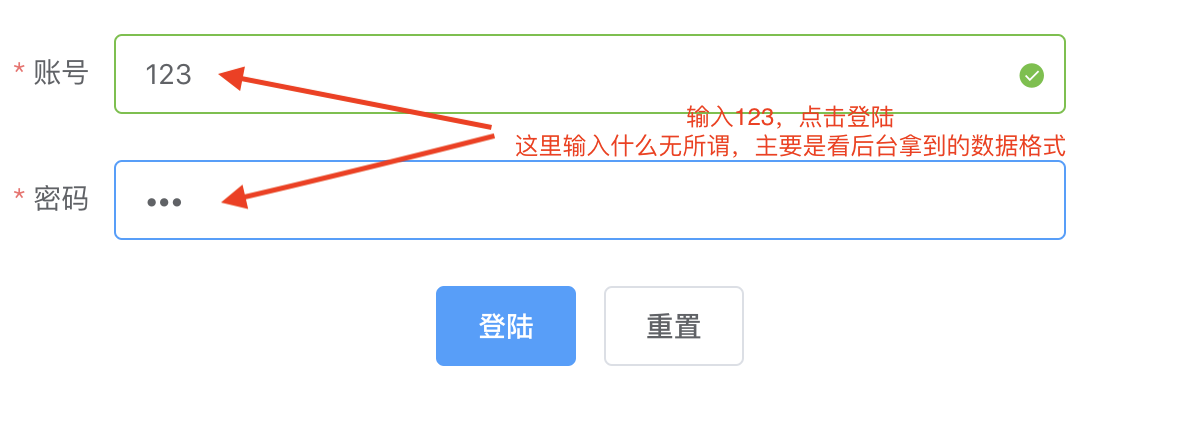 * 账号
123
输入123，点击登陆
这里输入什么无所谓，主要是看后台拿到的数据格式
* 密码
•••
登陆
重置